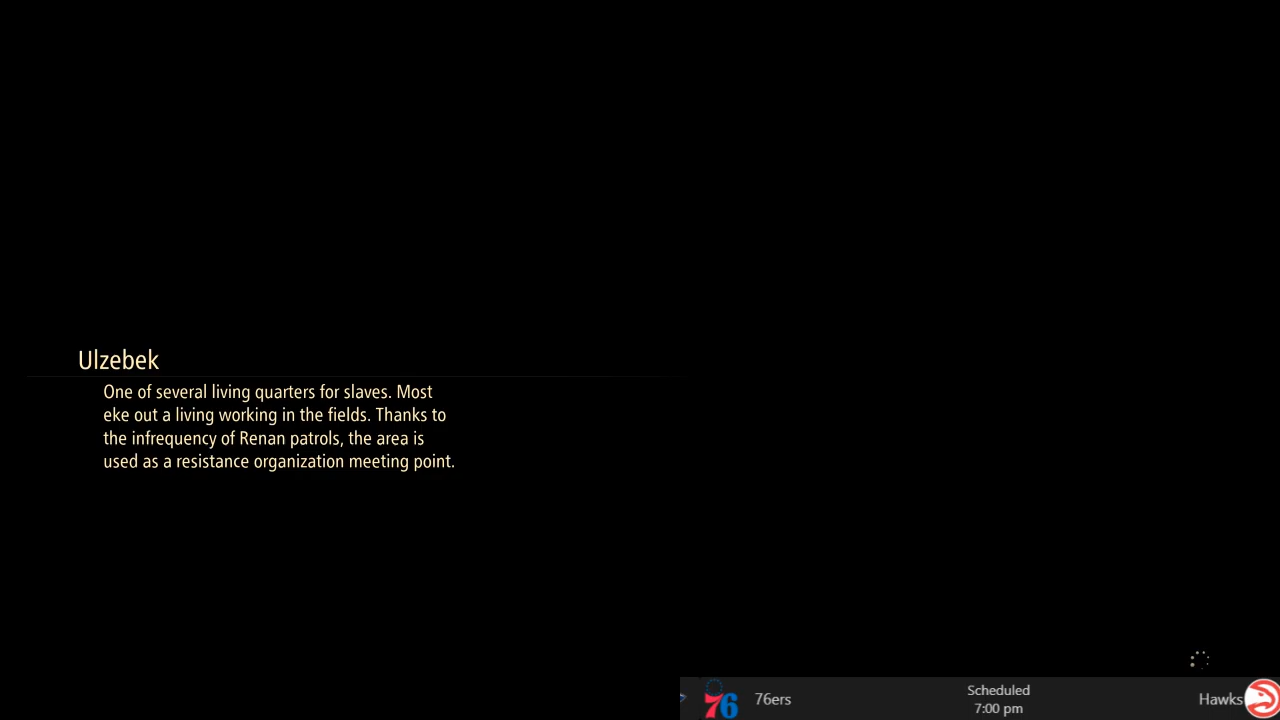 Ulzebek
One of several living quarters for slaves. Most
eke out a living working in the fields. Thanks to
the infrequency of Renan patrols, the area is
used as a resistance organization meeting point.
76
76ers
Scheduled
7:00 pm
Hawks